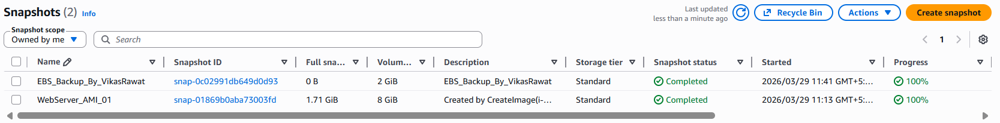 Snapshots (2) Info
Last updated
less than a minute ago
Recycle Bin
Actions
Create snapshot
Snapshot scope
Owned by me
Search
1
Name Snapshot ID Full sna... Volum... Description Storage tier Snapshot status Started Progress
EBS_Backup_By_VikasRawat snap-0c02991db649d0d93 0 B 2 GiB EBS_Backup_By_VikasRawat Standard Completed 2026/03/29 11:41 GMT+5:... 100%
WebServer_AMI_01 snap-01869b0aba73003fd 1.71 GiB 8 GiB Created by CreateImage(i-... Standard Completed 2026/03/29 11:13 GMT+5:... 100%